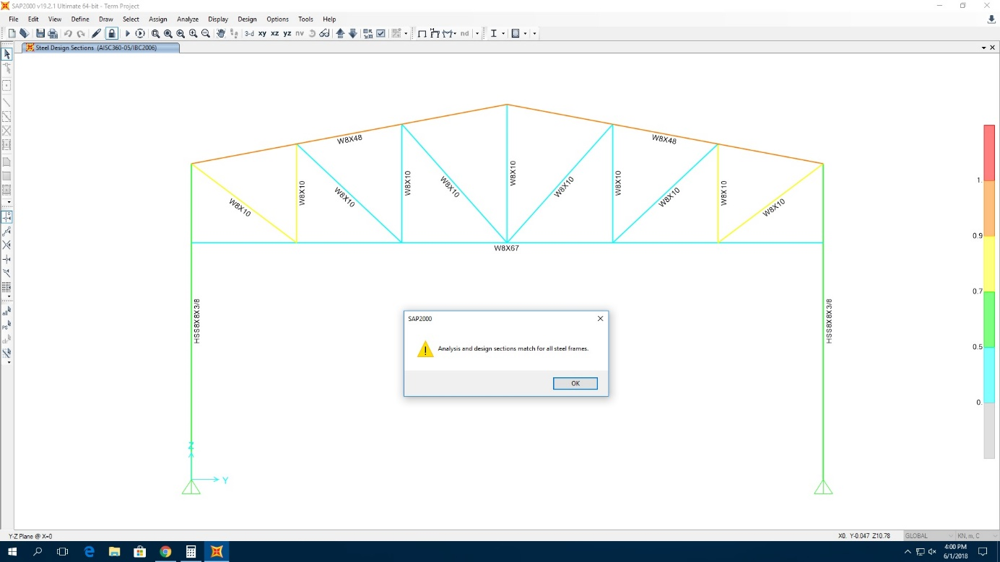 SAP2000 v19.2.1 Ultimate 64-bit - Term Project
File Edit View Define Draw Select Assign Analyze Display Design Options Tools Help
3-d xy xz yz nv nd
Steel Design Sections (AISC360-05/IBC2006)
W8X48 W8X48
W8X10 W8X10 W8X10 W8X10 W8X10 W8X10 W8X10 W8X10 W8X10 W8X10 W8X10
W8X67
HSS8X8X3/8 HSS8X8X3/8
1.
0.9
0.7
0.5
0.
SAP2000
Analysis and design sections match for all steel frames.
OK
Z
Y
Y-Z Plane @ X=0
X0. Y-0.047 Z10.78
GLOBAL
KN, m, C
4:00 PM
6/1/2018